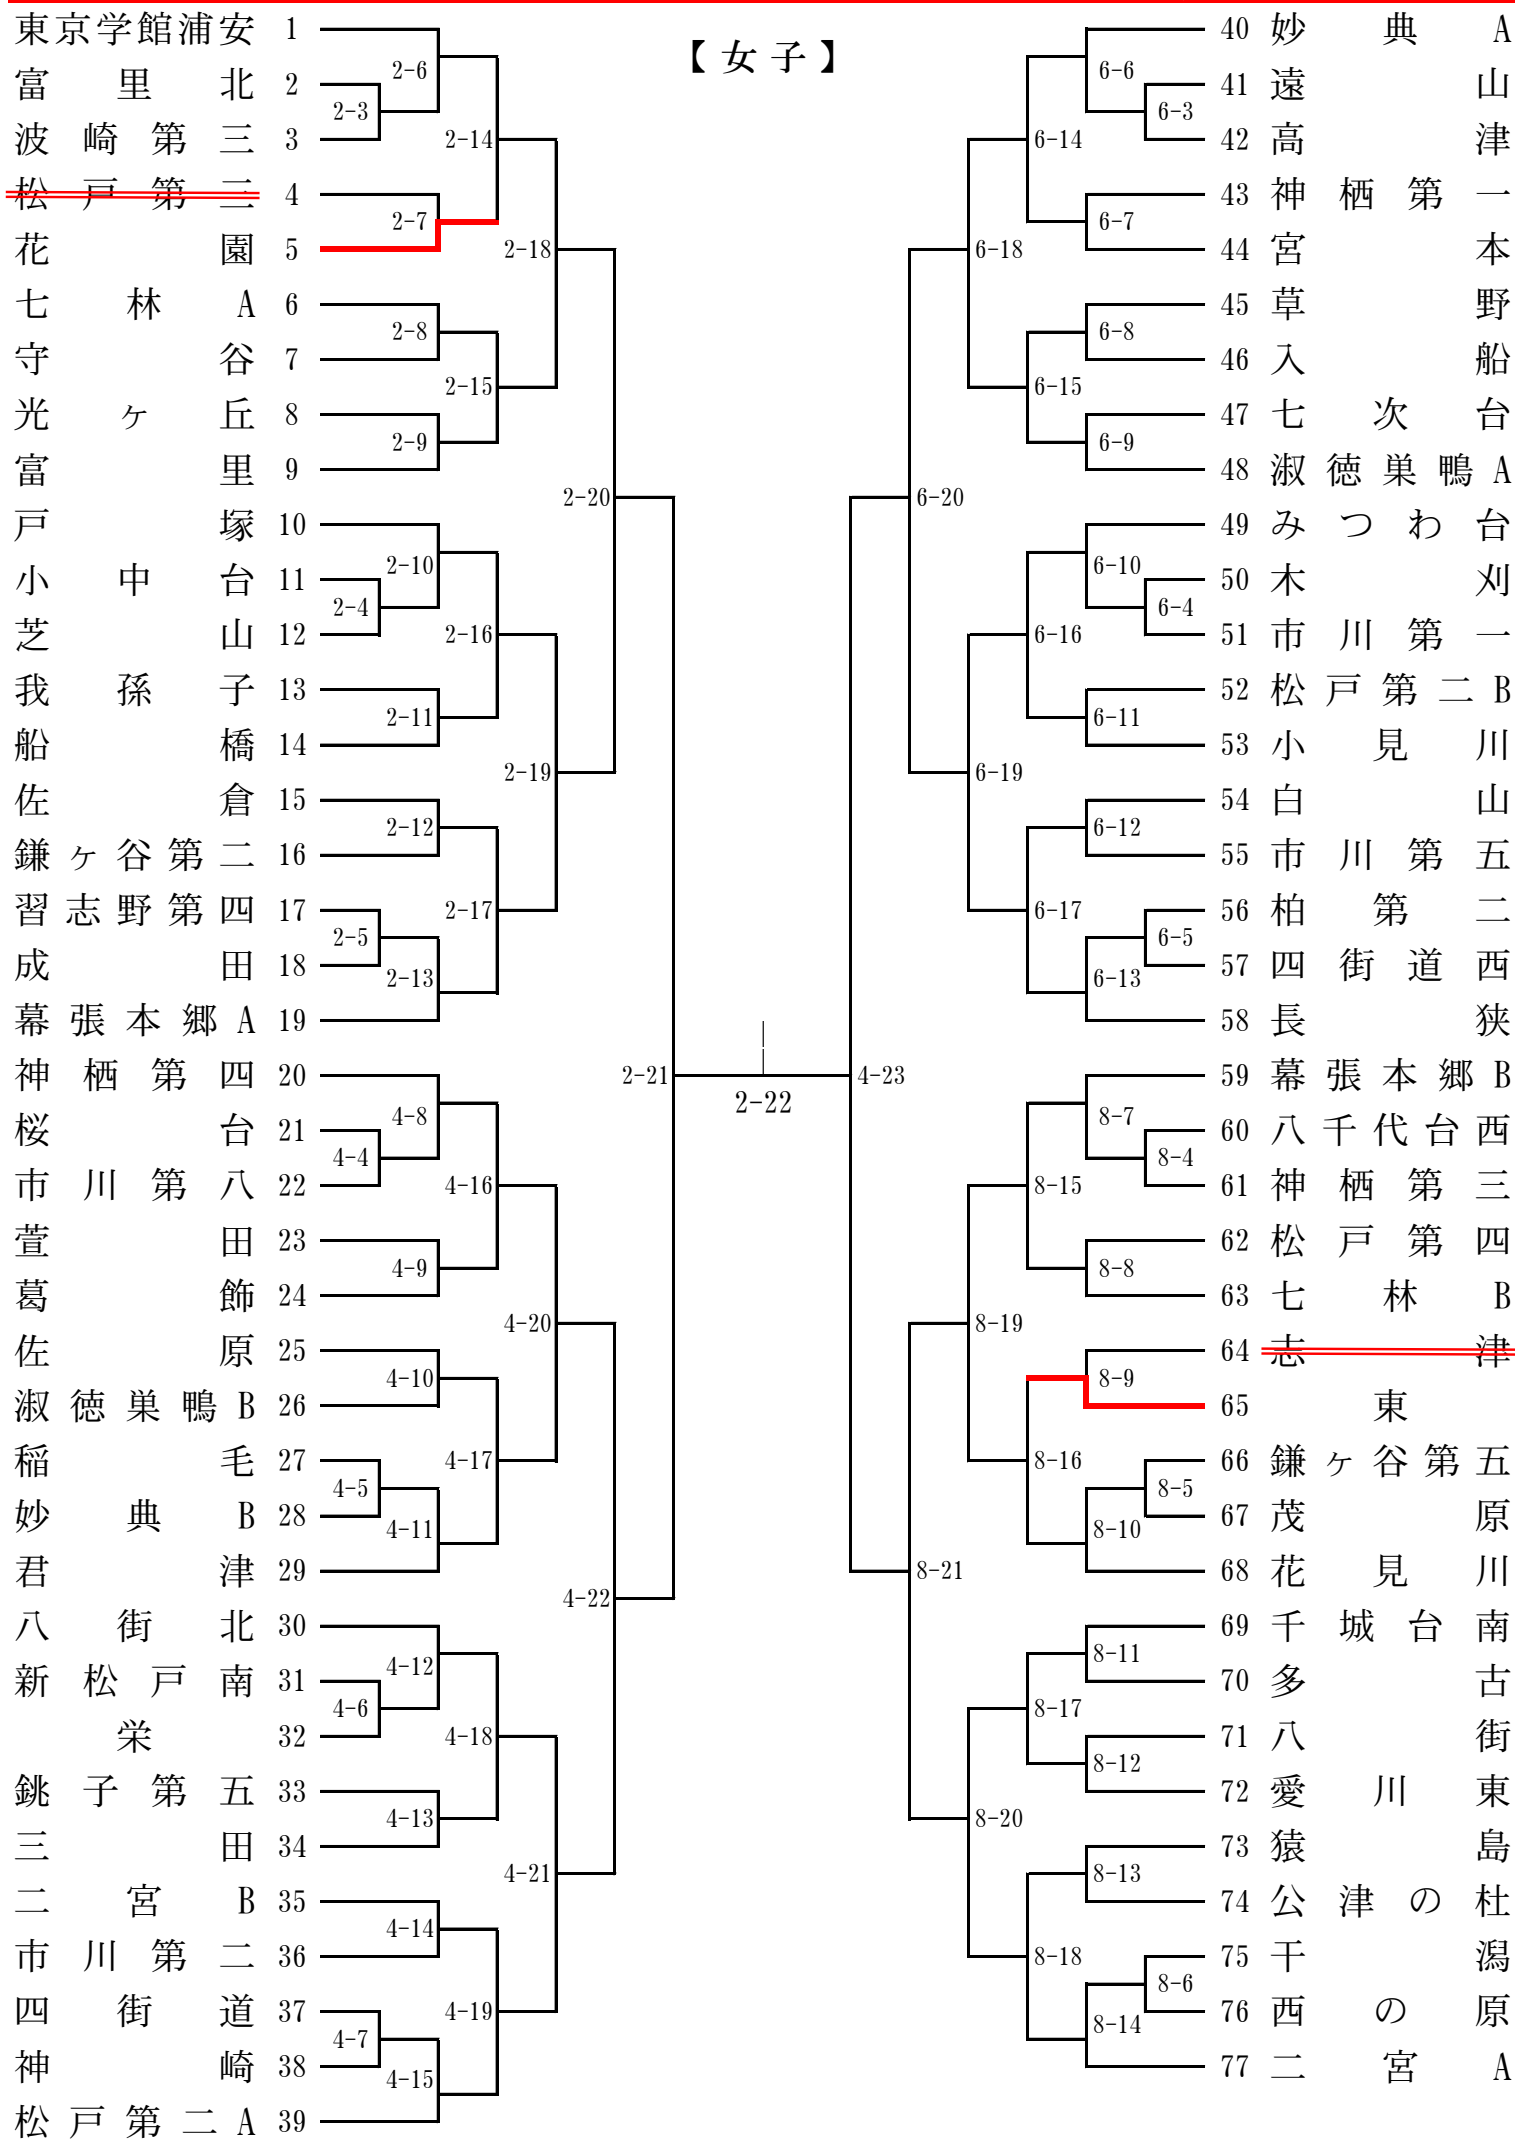 【女子】
東京学館浦安 1
富里北 2
波崎第三 3
松戸第三 4
花園 5
七林A 6
守谷 7
光ヶ丘 8
富里 9
戸塚 10
小中台 11
芝山 12
我孫子 13
船橋 14
佐倉 15
鎌ヶ谷第二 16
習志野第四 17
成田 18
幕張本郷A 19
神栖第四 20
桜台 21
市川第八 22
萱田 23
葛飾 24
佐原 25
淑徳巣鴨B 26
稲毛 27
妙典B 28
君津 29
八街北 30
新松戸南 31
栄 32
銚子第五 33
三田 34
二宮B 35
市川第二 36
四街道 37
神崎 38
松戸第二A 39
2-6
2-3
2-14
2-7
2-18
2-8
2-15
2-9
2-20
2-10
2-4
2-16
2-11
2-19
2-12
2-17
2-5
2-13
2-21
4-8
4-4
4-16
4-9
4-20
4-10
4-17
4-5
4-11
4-22
4-12
4-6
4-18
4-13
4-21
4-14
4-19
4-7
4-15
2-22
4-23
6-6
6-3
6-14
6-7
6-18
6-8
6-15
6-9
6-20
6-10
6-4
6-16
6-11
6-19
6-12
6-17
6-5
6-13
8-7
8-4
8-15
8-8
8-19
8-9
8-16
8-5
8-10
8-21
8-11
8-17
8-12
8-20
8-13
8-18
8-6
8-14
40 妙典A
41 遠山
42 高津
43 神栖第一
44 宮本
45 草野
46 入船
47 七次台
48 淑徳巣鴨A
49 みつわ台
50 木刈
51 市川第一
52 松戸第二B
53 小見川
54 白山
55 市川第五
56 柏第二
57 四街道西
58 長狭
59 幕張本郷B
60 八千代台西
61 神栖第三
62 松戸第四
63 七林B
64 志津
65 東
66 鎌ヶ谷第五
67 茂原
68 花見川
69 千城台南
70 多古
71 八街
72 愛川東
73 猿島
74 公津の杜
75 干潟
76 西の原
77 二宮A